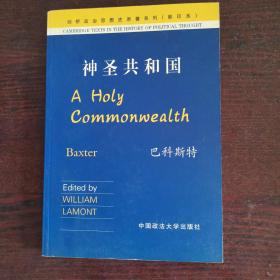 剑桥政治思想史原著系列(影印本)
CAMBRIDGE TEXTS IN THE HISTORY OF POLITICAL THOUGHT
神圣共和国
A Holy
Commonwealth
Baxter 巴科斯特
Edited by
WILLIAM
LAMONT
中国政法大学出版社